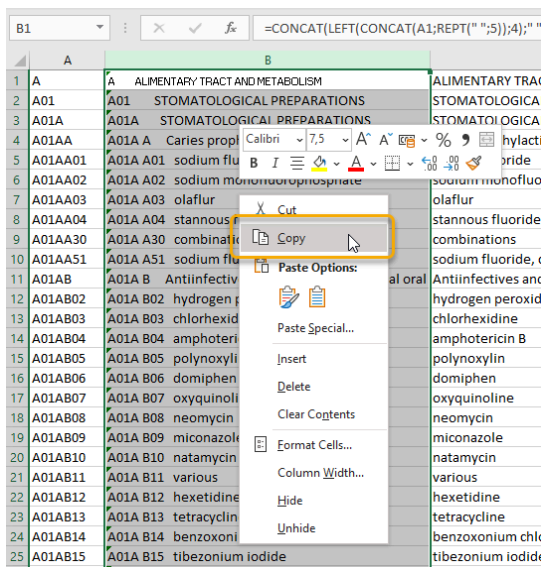 B1 fx =CONCAT(LEFT(CONCAT(A1;REPT(" ";5));4);" "
A B
1 A A ALIMENTARY TRACT AND METABOLISM ALIMENTARY TRAC
2 A01 A01 STOMATOLOGICAL PREPARATIONS STOMATOLOGICA
3 A01A A01A STOMATOLOGICAL PREPARATIONS STOMATOLOGICA
4 A01AA A01A A Caries proph Calibri 7,5 A A % hylacti
5 A01AA01 A01A A01 sodium flu B I A ,00 ,0 oride
6 A01AA02 A01A A02 sodium monofluorophosphate sodium monofluo
7 A01AA03 A01A A03 olaflur olaflur
Cut
8 A01AA04 A01A A04 stannous stannous fluoride
9 A01AA30 A01A A30 combinati Copy combinations
10 A01AA51 A01A A51 sodium flu Paste Options: sodium fluoride,
11 A01AB A01A B Antiinfectiv al oral Antiinfectives and
12 A01AB02 A01A B02 hydrogen p hydrogen peroxid
13 A01AB03 A01A B03 chlorhexid Paste Special... chlorhexidine
14 A01AB04 A01A B04 amphoteri amphotericin B
15 A01AB05 A01A B05 polynoxyli Insert polynoxylin
16 A01AB06 A01A B06 domiphen Delete domiphen
17 A01AB07 A01A B07 oxyquinoli oxyquinoline
18 A01AB08 A01A B08 neomycin Clear Contents neomycin
19 A01AB09 A01A B09 miconazole Format Cells... miconazole
20 A01AB10 A01A B10 natamycin natamycin
21 A01AB11 A01A B11 various Column Width... various
22 A01AB12 A01A B12 hexetidine Hide hexetidine
23 A01AB13 A01A B13 tetracyclin Unhide tetracycline
24 A01AB14 A01A B14 benzoxoni benzoxonium chlo
25 A01AB15 A01A B15 tibezonium iodide tibezonium iodide